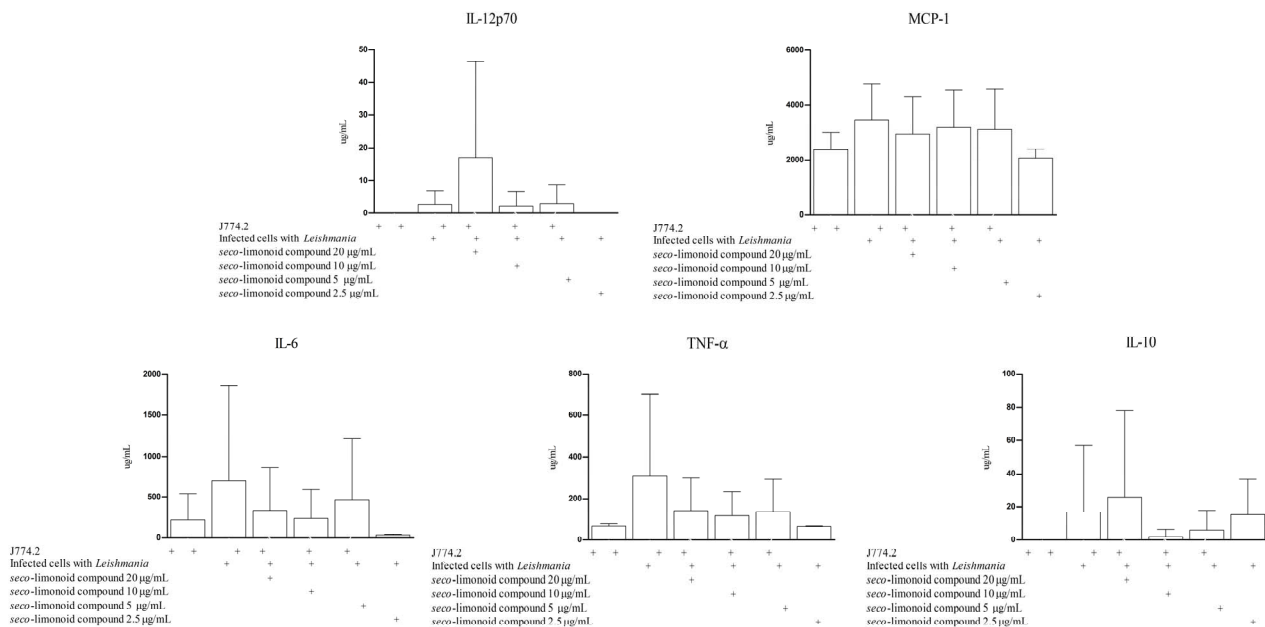 IL-12p70
50
40
30
20
10
0
ug/mL
J774.2 + + + + + +
Infected cells with Leishmania + + + + +
seco-limonoid compound 20 µg/mL +
seco-limonoid compound 10 µg/mL +
seco-limonoid compound 5 µg/mL +
seco-limonoid compound 2.5 µg/mL +
MCP-1
6000
4000
2000
0
ug/mL
J774.2 + + + + + +
Infected cells with Leishmania + + + + +
seco-limonoid compound 20 µg/mL +
seco-limonoid compound 10 µg/mL +
seco-limonoid compound 5 µg/mL +
seco-limonoid compound 2.5 µg/mL +
IL-6
2000
1500
1000
500
0
ug/mL
J774.2 + + + + + +
Infected cells with Leishmania + + + + +
seco-limonoid compound 20 µg/mL +
seco-limonoid compound 10 µg/mL +
seco-limonoid compound 5 µg/mL +
seco-limonoid compound 2.5 µg/mL +
TNF-α
800
600
400
200
0
ug/mL
J774.2 + + + + + +
Infected cells with Leishmania + + + + +
seco-limonoid compound 20 µg/mL +
seco-limonoid compound 10 µg/mL +
seco-limonoid compound 5 µg/mL +
seco-limonoid compound 2.5 µg/mL +
IL-10
100
80
60
40
20
0
ug/mL
J774.2 + + + + + +
Infected cells with Leishmania + + + + +
seco-limonoid compound 20 µg/mL +
seco-limonoid compound 10 µg/mL +
seco-limonoid compound 5 µg/mL +
seco-limonoid compound 2.5 µg/mL +